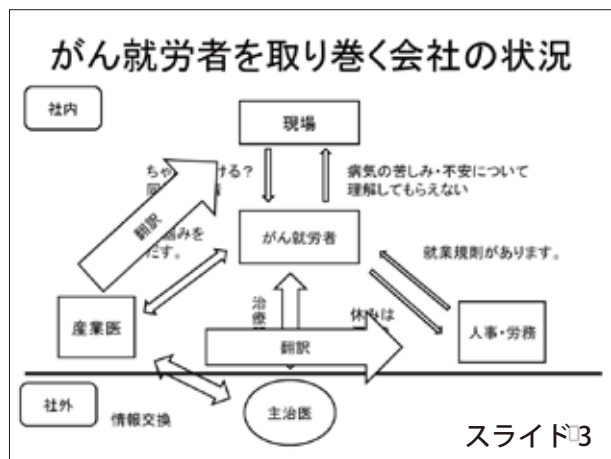 がん就労者を取り巻く会社の状況
社内
現場
ちゃ
ける?
病気の苦しみ・不安について
理解してもらえない
翻訳
みを
だす。
がん就労者
就業規則があります。
産業医
治療
休みは
翻訳
人事・労務
社外
情報交換
主治医
スライド 3